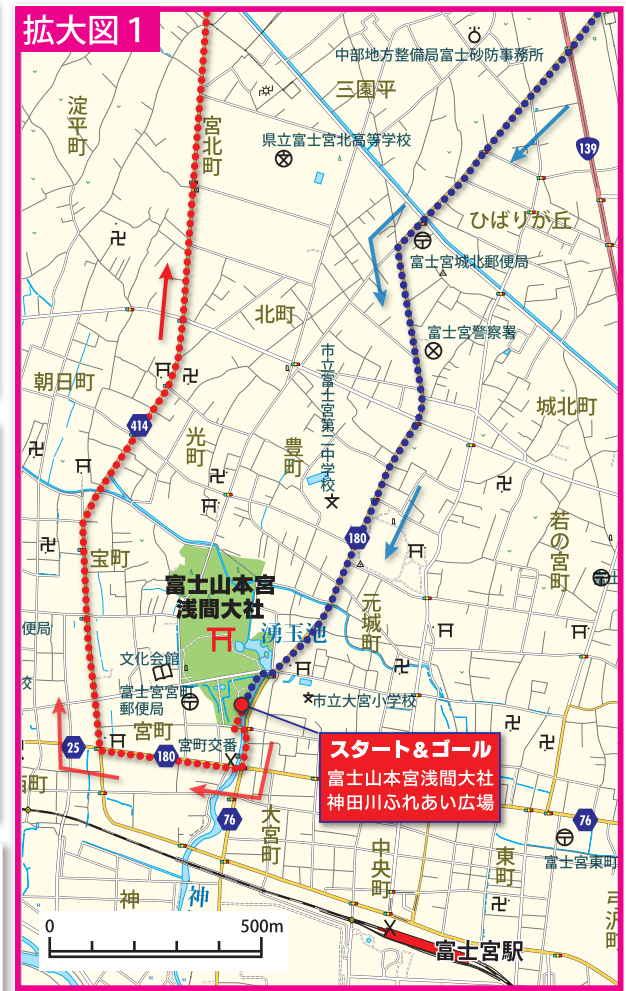 拡大図1
中部地方整備局富士砂防事務所
三園平
淀平町
宮北町
県立富士宮北高等学校
139
ひばりが丘
富士宮城北郵便局
北町
富士宮警察署
市立富士宮第二中学校
朝日町
城北町
414
光町
豊町
若の宮町
180
宝町
富士山本宮
浅間大社
湧玉池
元城町
便局
文化会館
富士宮宮町
郵便局
市立大宮小学校
宮町
宮町交番
25
180
スタート&ゴール
富士山本宮浅間大社
神田川ふれあい広場
76
大宮町
76
中央町
東町
富士宮東町
神
神
弓沢町
0
500m
富士宮駅